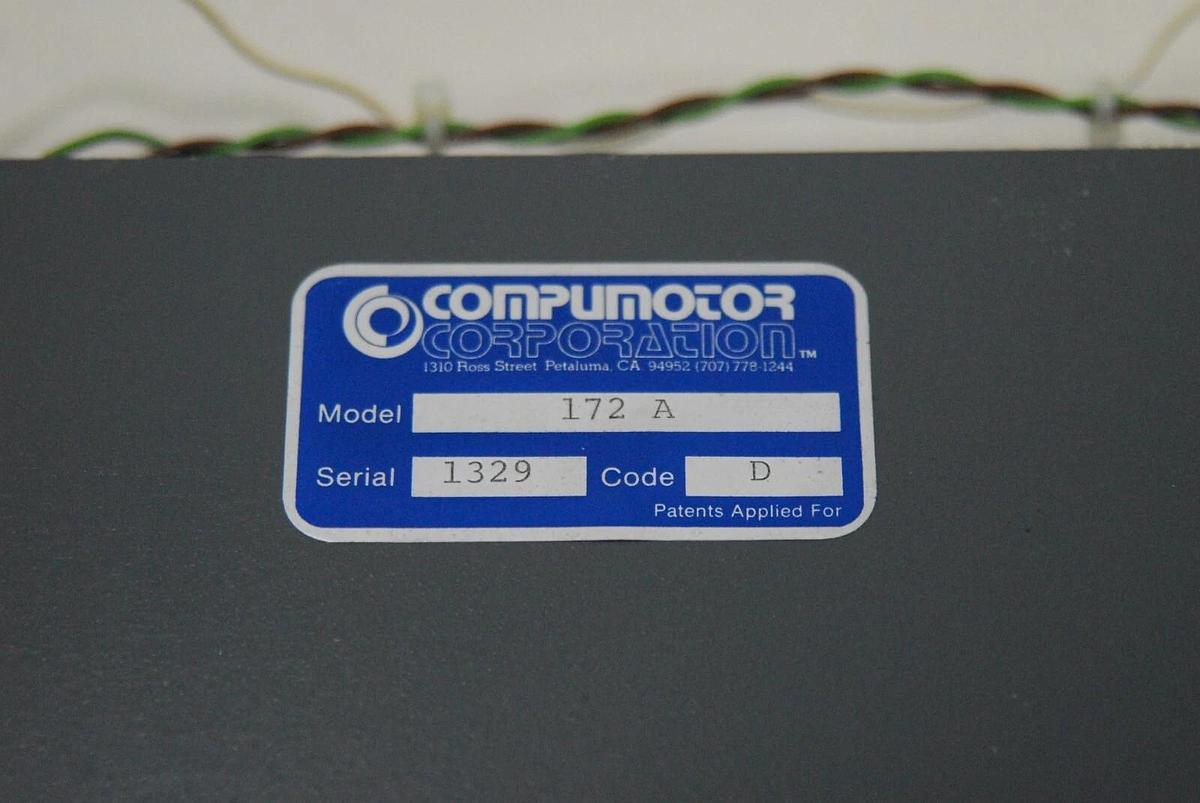 COMPUMOTOR
CORPORATION™
1310 Ross Street Petaluma, CA 94952 (707) 778-1244
Model 172 A
Serial 1329 Code D
Patents Applied For